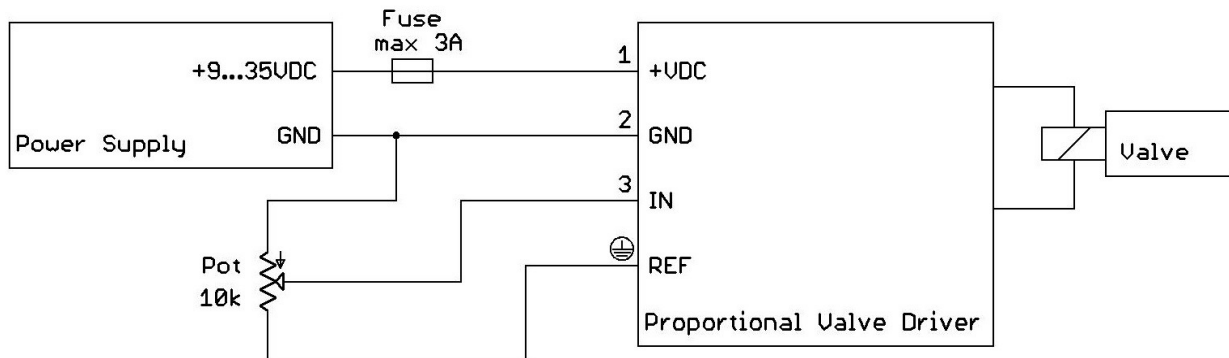 Fuse
max 3A
+9...35VDC
1
+VDC
GND
2
GND
Power Supply
3
IN
Pot
10k
REF
Valve
Proportional Valve Driver